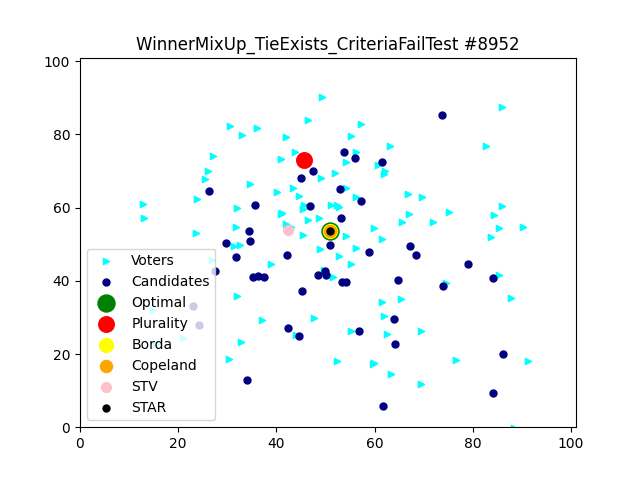 WinnerMixUp_TieExists_CriteriaFailTest #8952
100
80
60
40
20
0
0
20
40
60
80
100
Voters
Candidates
Optimal
Plurality
Borda
Copeland
STV
STAR